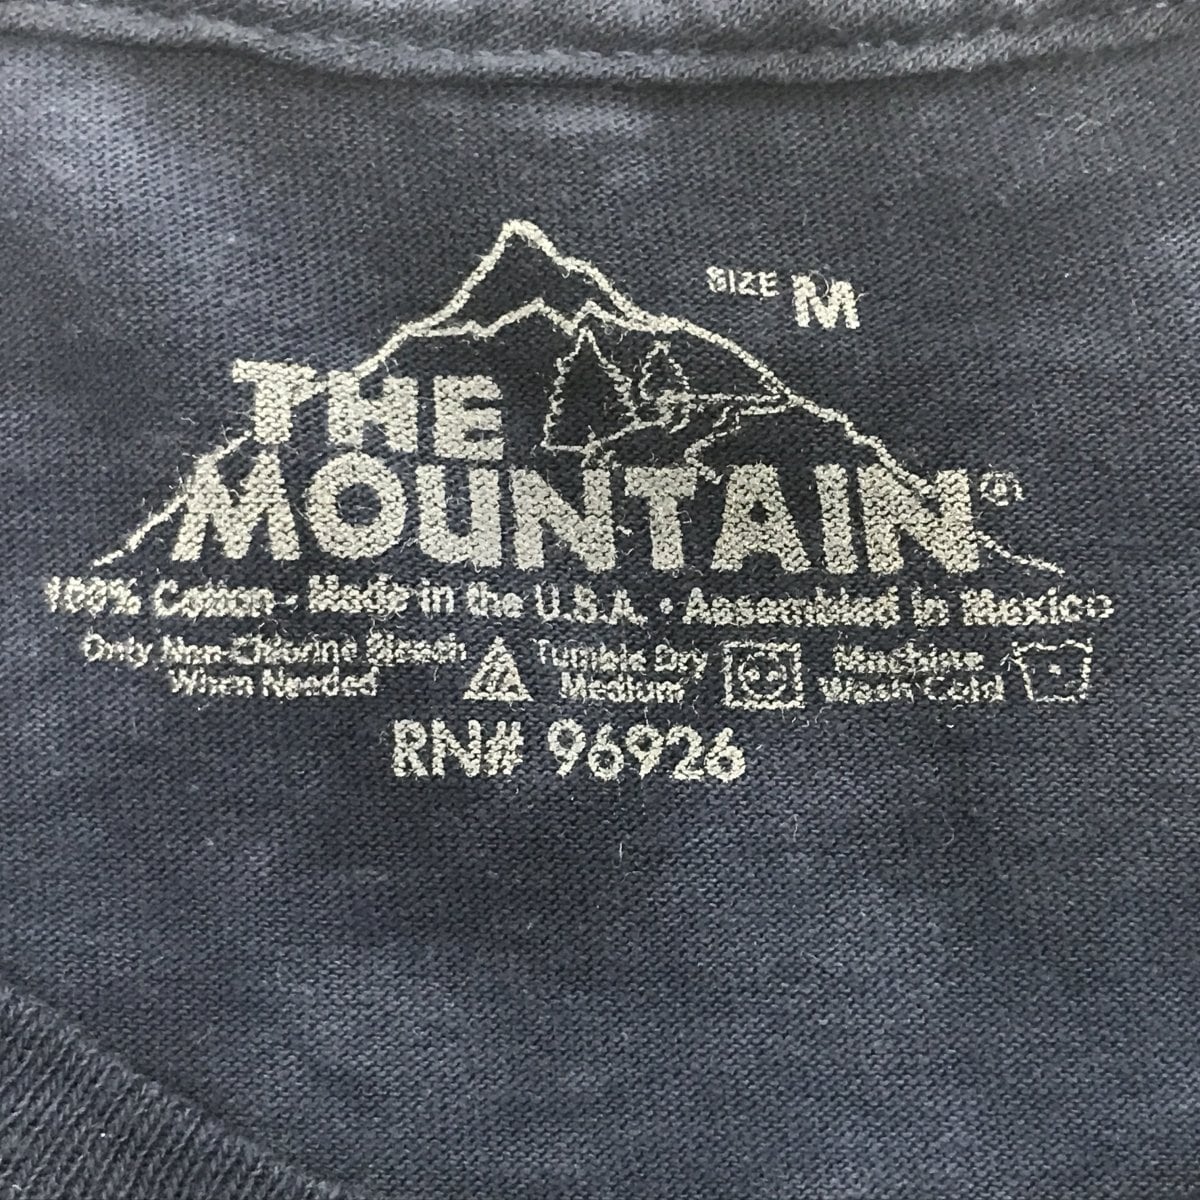 SIZE M
THE
MOUNTAIN®
100% Cotton - Made in the U.S.A. • Assembled in Mexico
Only Non-Chlorine Bleach
When Needed
Tumble Dry
Medium
Machine
Wash Cold
RN# 96926